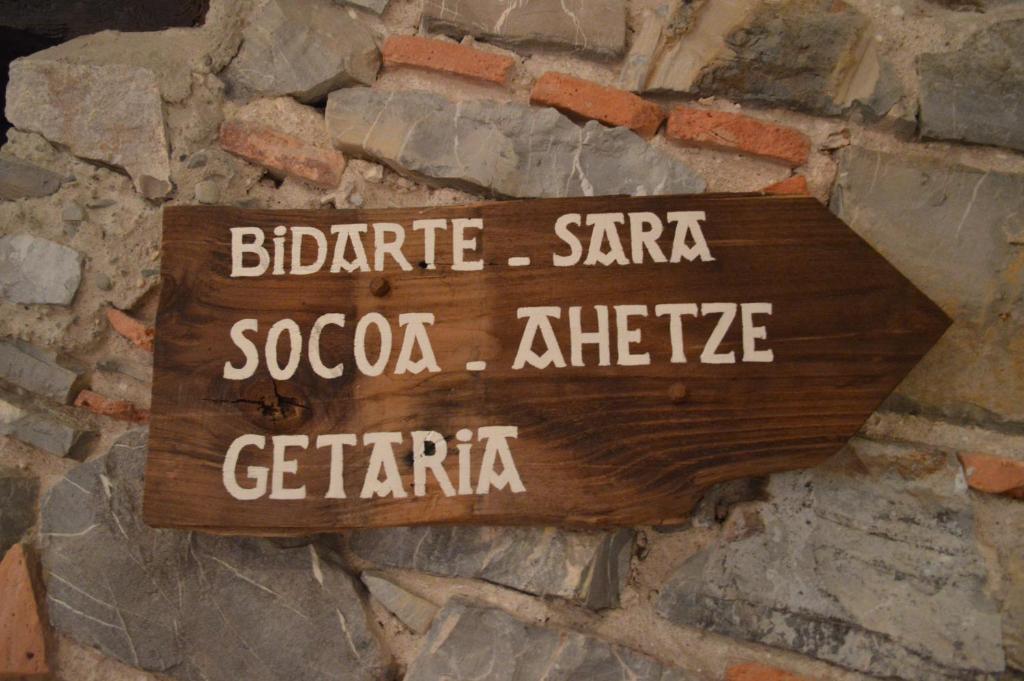 BiDARTE - SARA
SOCOA - AHETZE
GETARiA